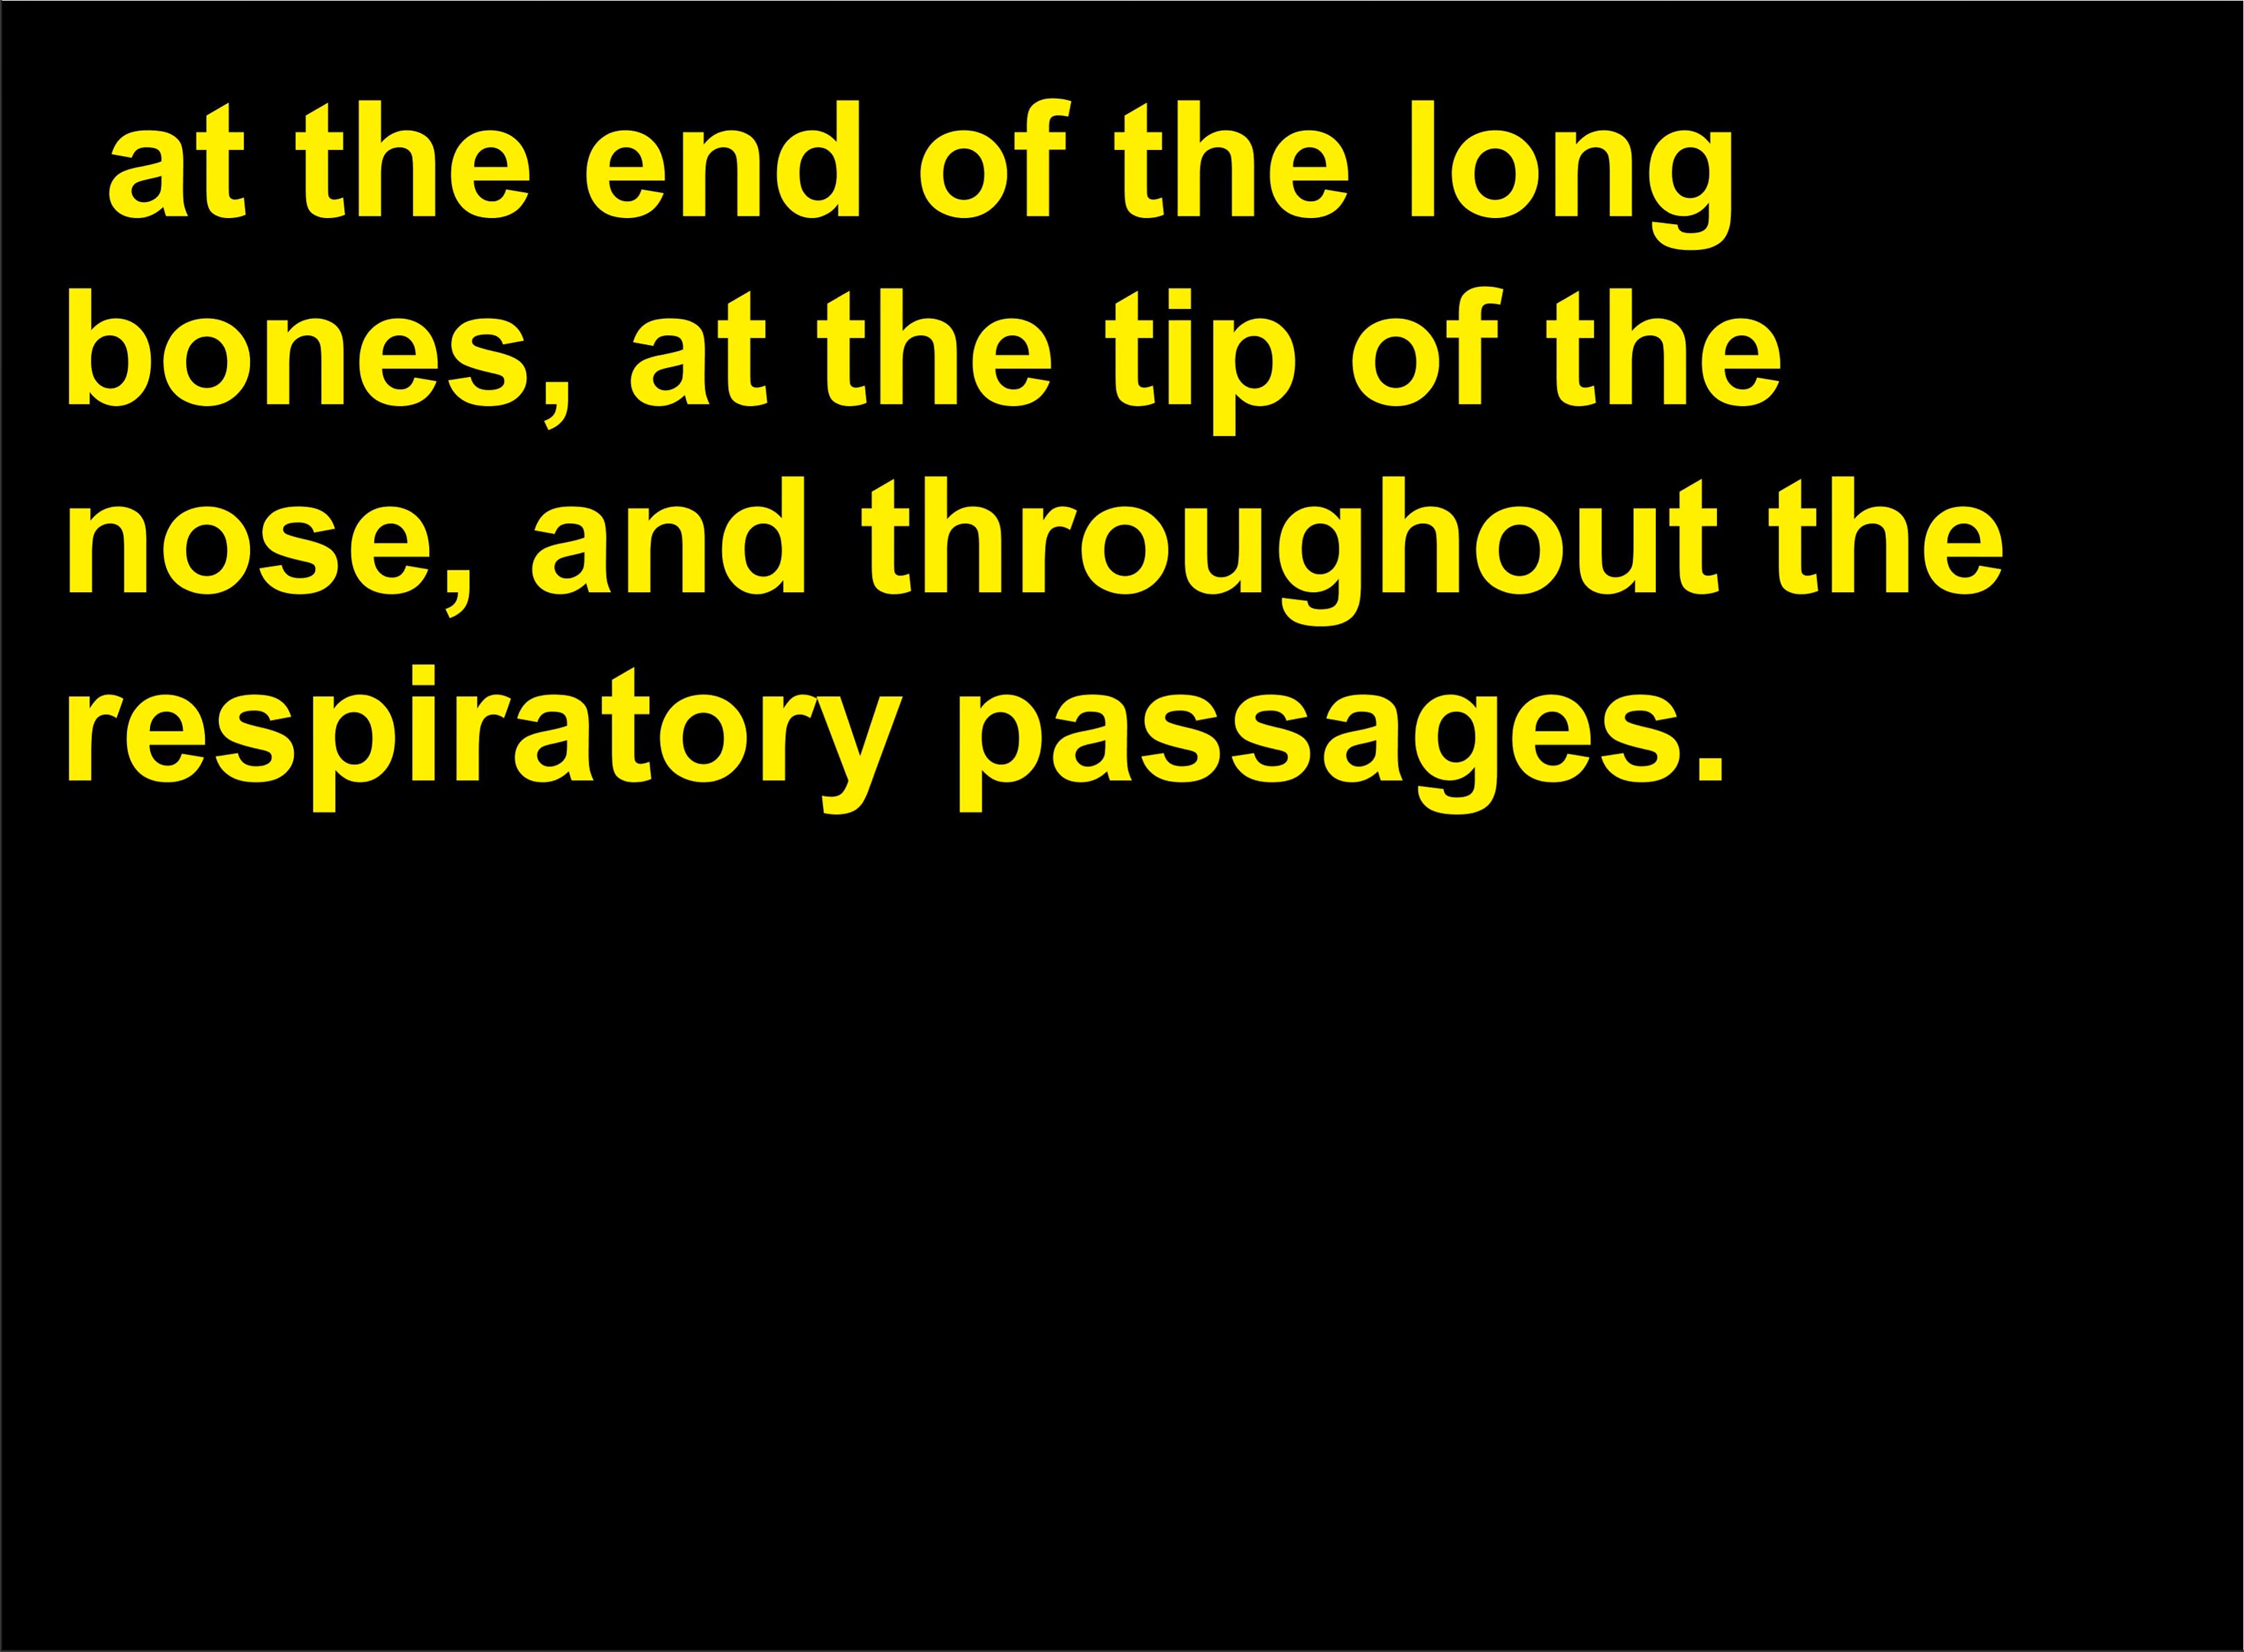 at the end of the long
bones, at the tip of the
nose, and throughout the
respiratory passages.